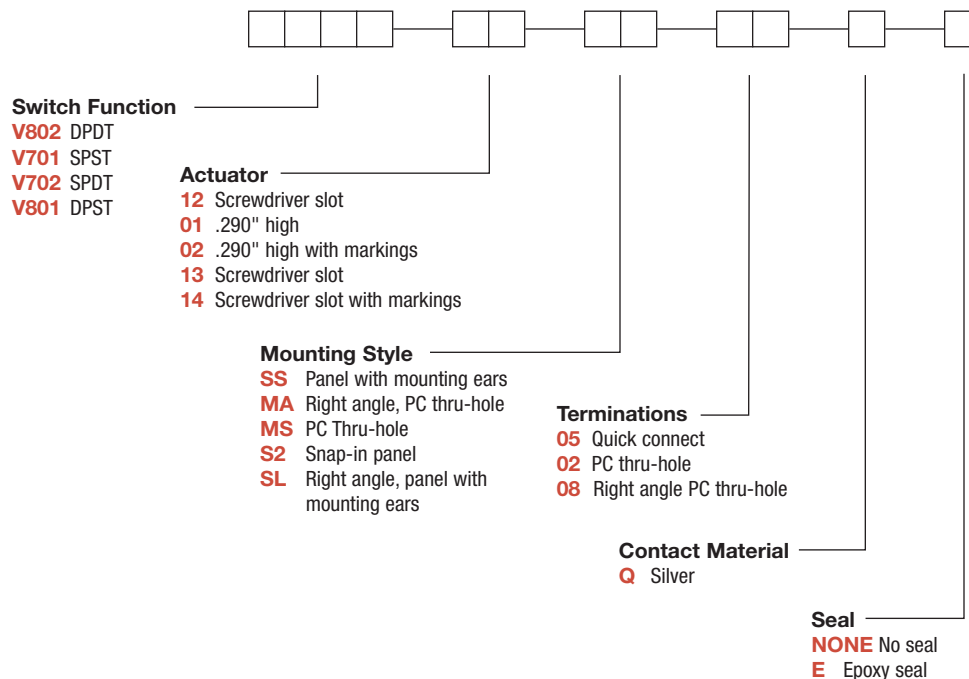 Switch Function
V802 DPDT
V701 SPST
V702 SPDT
V801 DPST
Actuator
12 Screwdriver slot
01 .290" high
02 .290" high with markings
13 Screwdriver slot
14 Screwdriver slot with markings
Mounting Style
SS Panel with mounting ears
MA Right angle, PC thru-hole
MS PC Thru-hole
S2 Snap-in panel
SL Right angle, panel with
mounting ears
Terminations
05 Quick connect
02 PC thru-hole
08 Right angle PC thru-hole
Contact Material
Q Silver
Seal
NONE No seal
E Epoxy seal